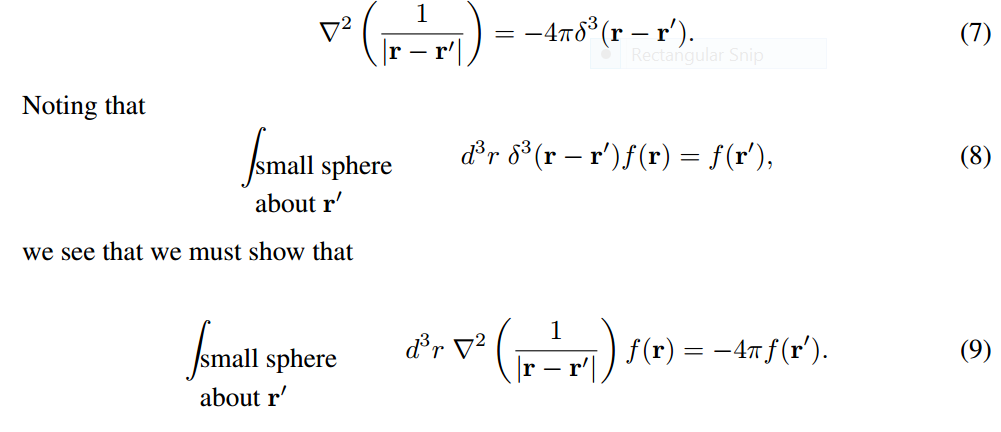 ∇² ( 1 / |r − r′| ) = −4πδ³(r − r′). (7)
Rectangular Snip
Noting that
∫ small sphere about r′ d³r δ³(r − r′)f(r) = f(r′), (8)
we see that we must show that
∫ small sphere about r′ d³r ∇² ( 1 / |r − r′| ) f(r) = −4πf(r′). (9)